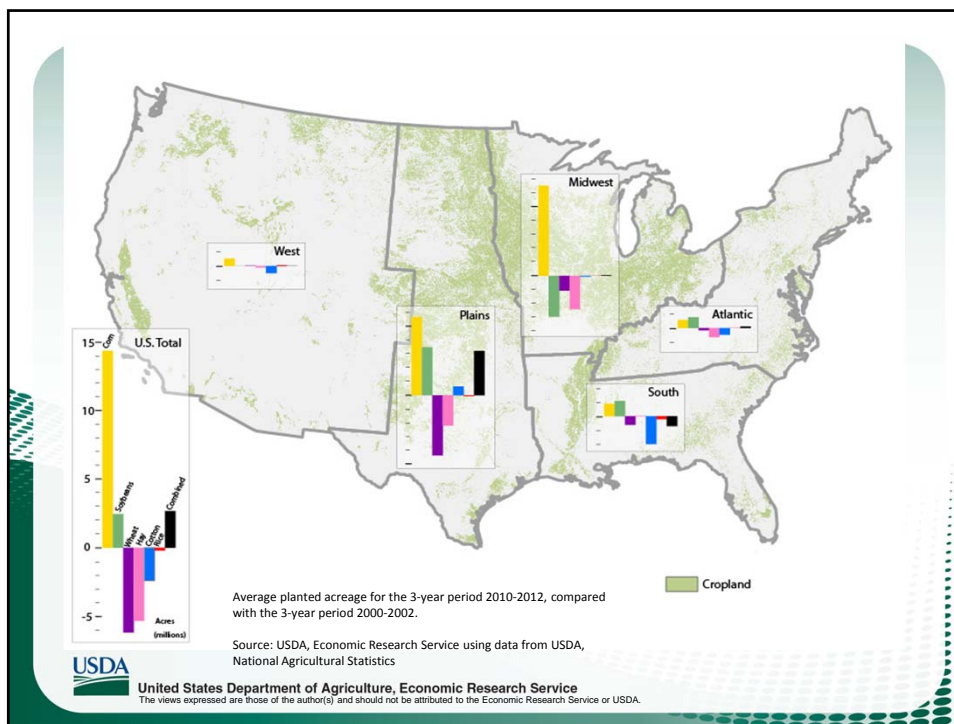 Midwest
West
Plains
Atlantic
South
U.S. Total
15
10
5
0
-5
Corn
Soybeans
Wheat
Hay
Cotton
Rice
Combined
Acres
(millions)
Cropland
Average planted acreage for the 3-year period 2010-2012, compared
with the 3-year period 2000-2002.
Source: USDA, Economic Research Service using data from USDA,
National Agricultural Statistics
USDA
United States Department of Agriculture, Economic Research Service
The views expressed are those of the author(s) and should not be attributed to the Economic Research Service or USDA.